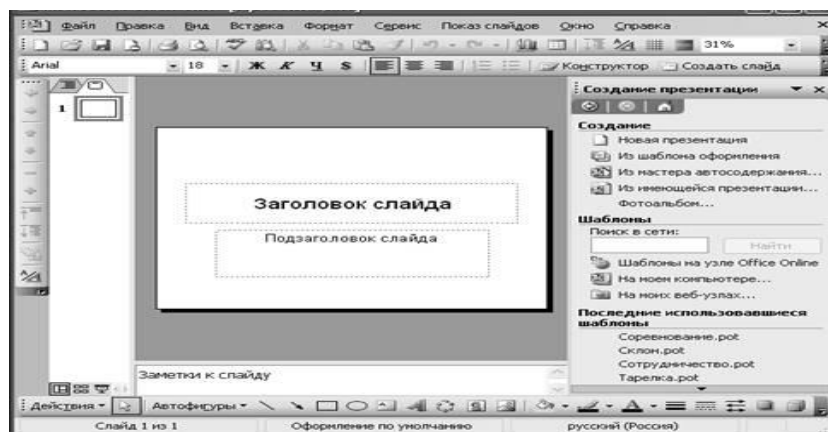 Файл Правка Вид Вставка Формат Сервис Показ слайдов Окно Справка
31%
Arial 18 Ж К Ч S Конструктор Создать слайд
1
Заголовок слайда
Подзаголовок слайда
Заметки к слайду
Создание презентации
Создание
Новая презентация
Из шаблона оформления
Из мастера автосодержания...
Из имеющейся презентации...
Фотоальбом...
Шаблоны
Поиск в сети:
Найти
Шаблоны на узле Office Online
На моем компьютере...
На моих веб-узлах...
Последние использовавшиеся
шаблоны
Соревнование.pot
Склон.pot
Сотрудничество.pot
Тарелка.pot
Действия Автофигуры
Слайд 1 из 1 Оформление по умолчанию русский (Россия)